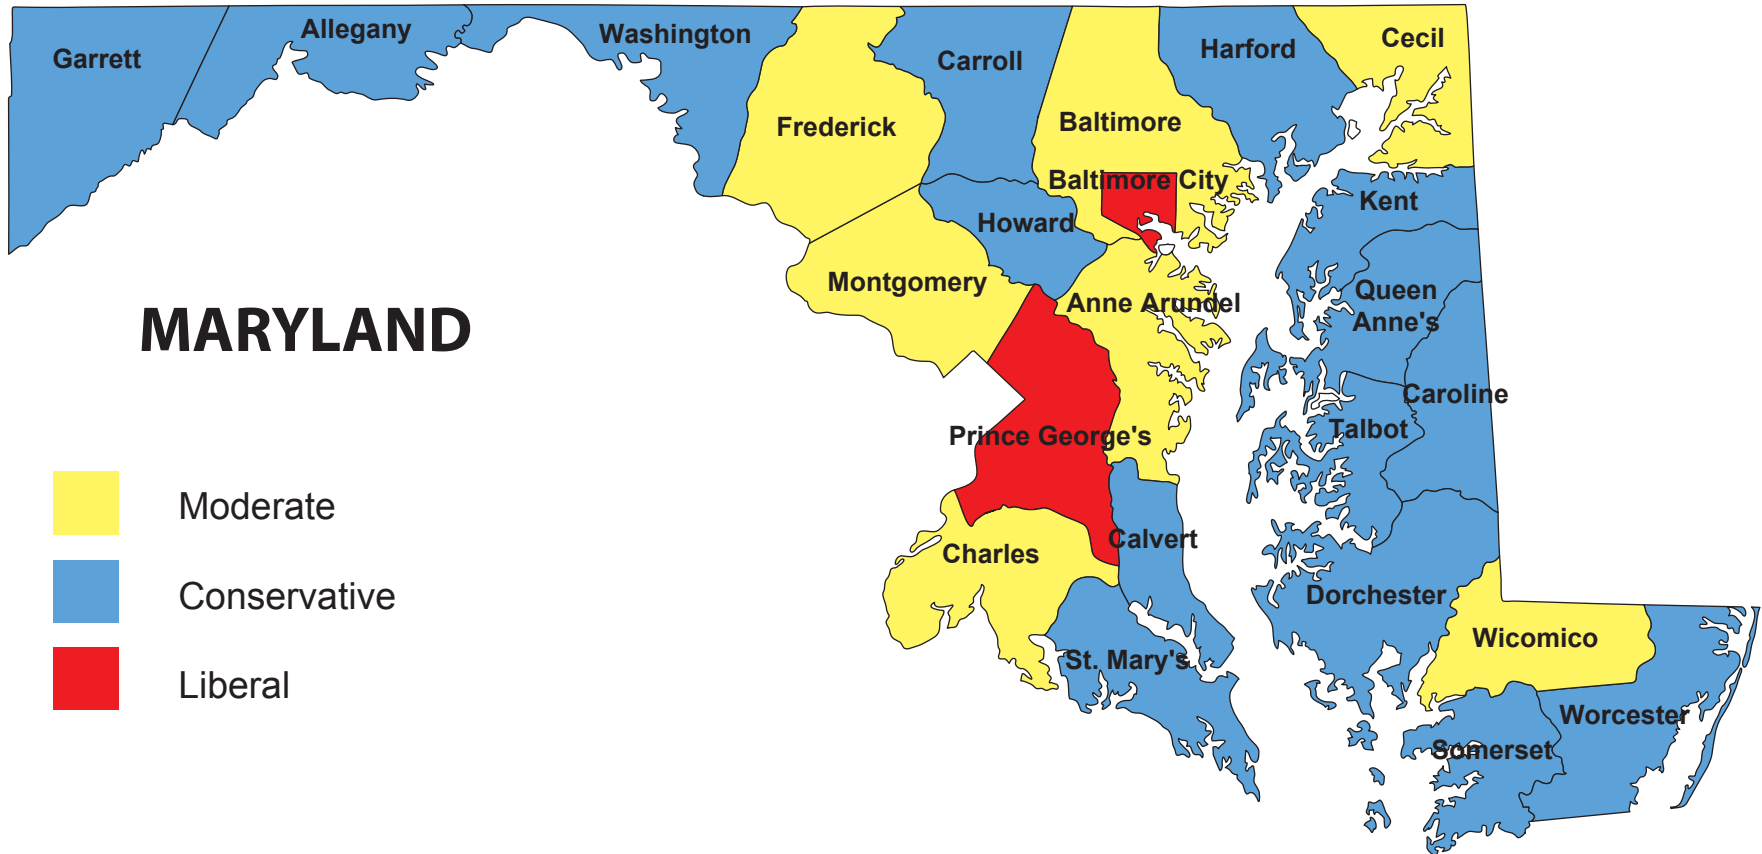 Garrett
Allegany
Washington
Frederick
Carroll
Baltimore
Harford
Cecil
Baltimore City
Howard
Kent
Montgomery
Anne Arundel
Queen
Anne's
MARYLAND
Caroline
Talbot
Prince George's
Moderate
Charles
Calvert
Conservative
Dorchester
Wicomico
St. Mary's
Liberal
Worcester
Somerset